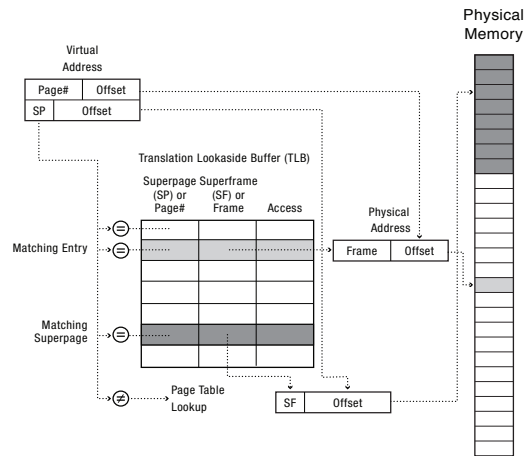 Physical
Memory
Virtual
Address
Page# Offset
SP Offset
Translation Lookaside Buffer (TLB)
Superpage Superframe
(SP) or (SF) or
Page# Frame Access
Physical
Address
Matching Entry
=
=
Frame Offset
Matching
Superpage
=
≠
Page Table
Lookup
SF Offset